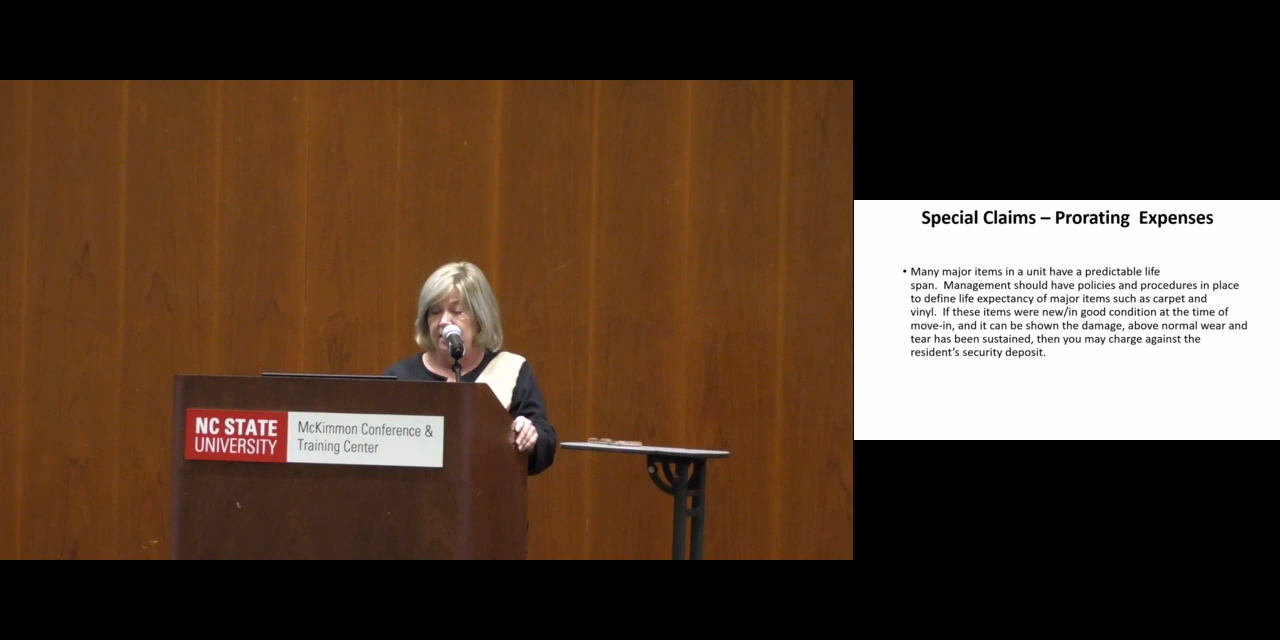 NC STATE
UNIVERSITY
McKimmon Conference &
Training Center
Special Claims – Prorating  Expenses
• Many major items in a unit have a predictable life
span.  Management should have policies and procedures in place
to define life expectancy of major items such as carpet and
vinyl.  If these items were new/in good condition at the time of
move-in, and it can be shown the damage, above normal wear and
tear has been sustained, then you may charge against the
resident’s security deposit.